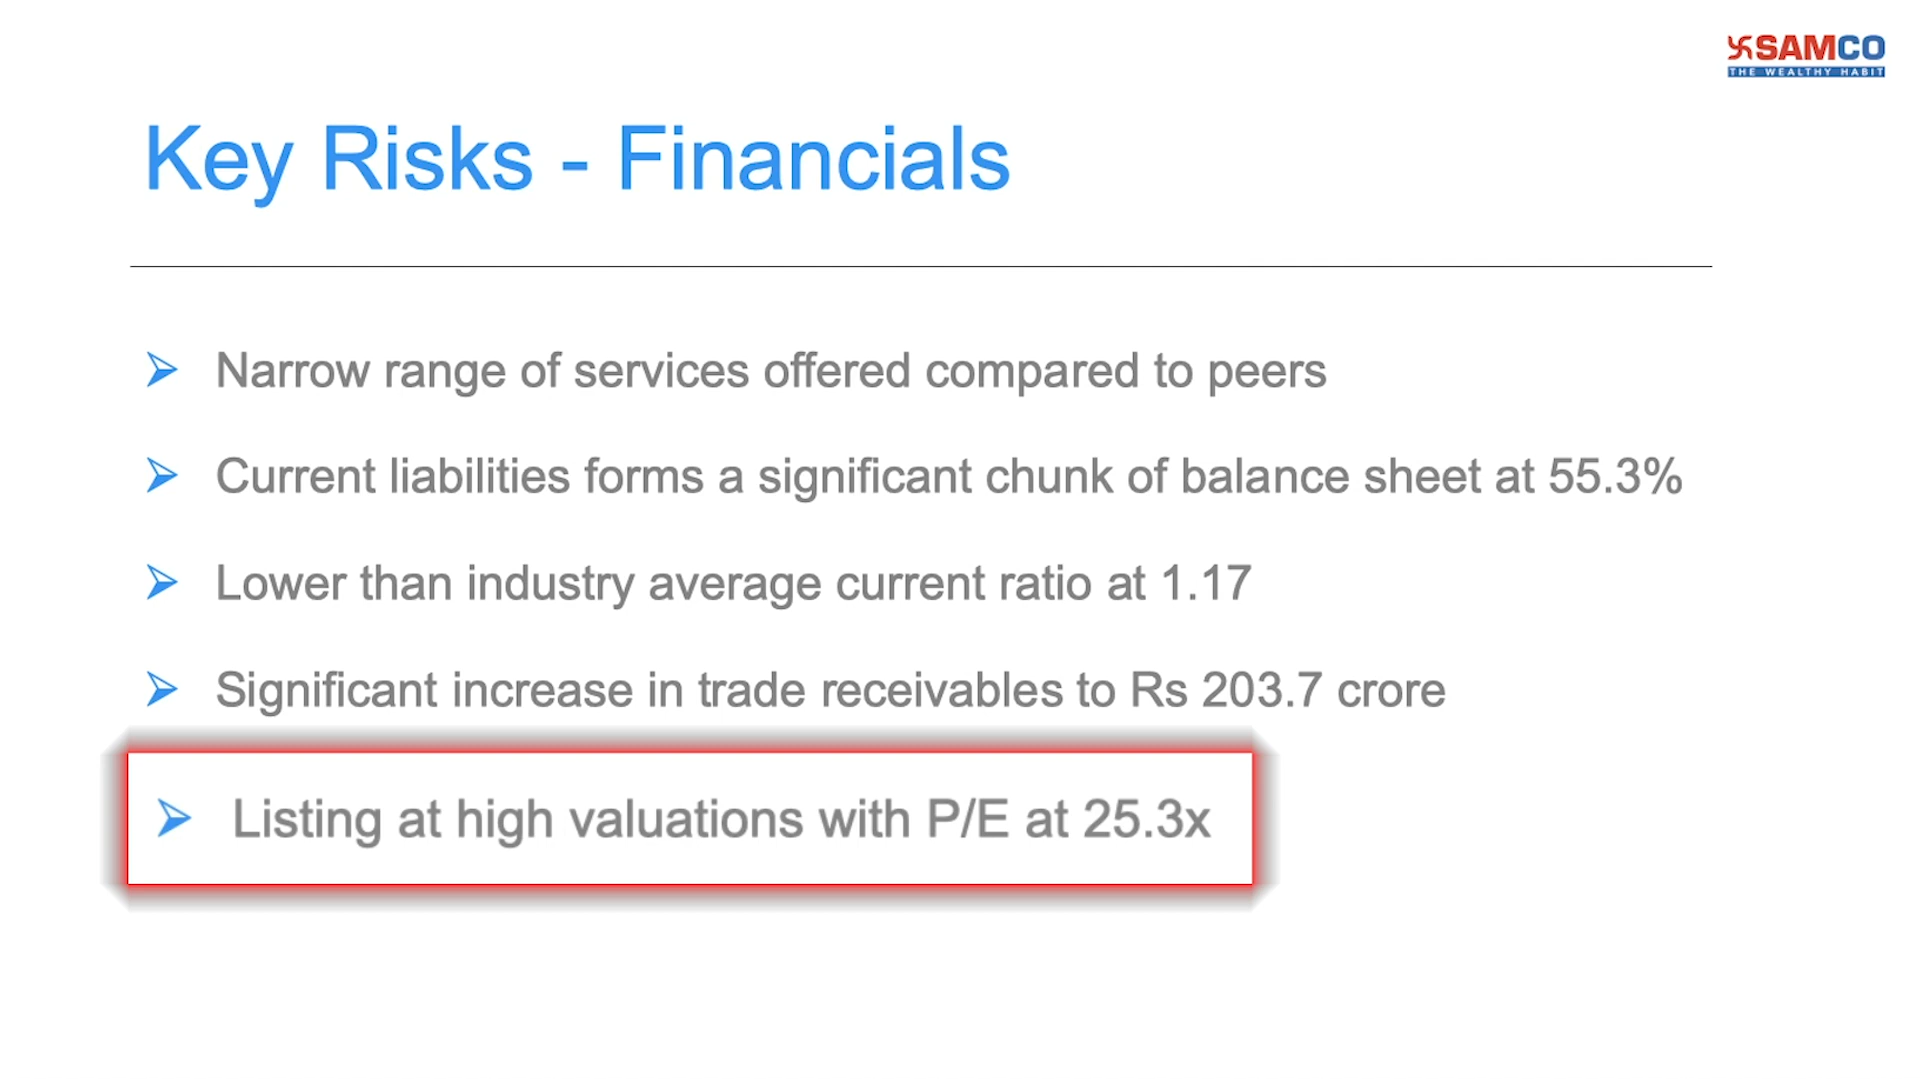 SAMCO
THE WEALTHY HABIT
Key Risks - Financials
Narrow range of services offered compared to peers
Current liabilities forms a significant chunk of balance sheet at 55.3%
Lower than industry average current ratio at 1.17
Significant increase in trade receivables to Rs 203.7 crore
Listing at high valuations with P/E at 25.3x